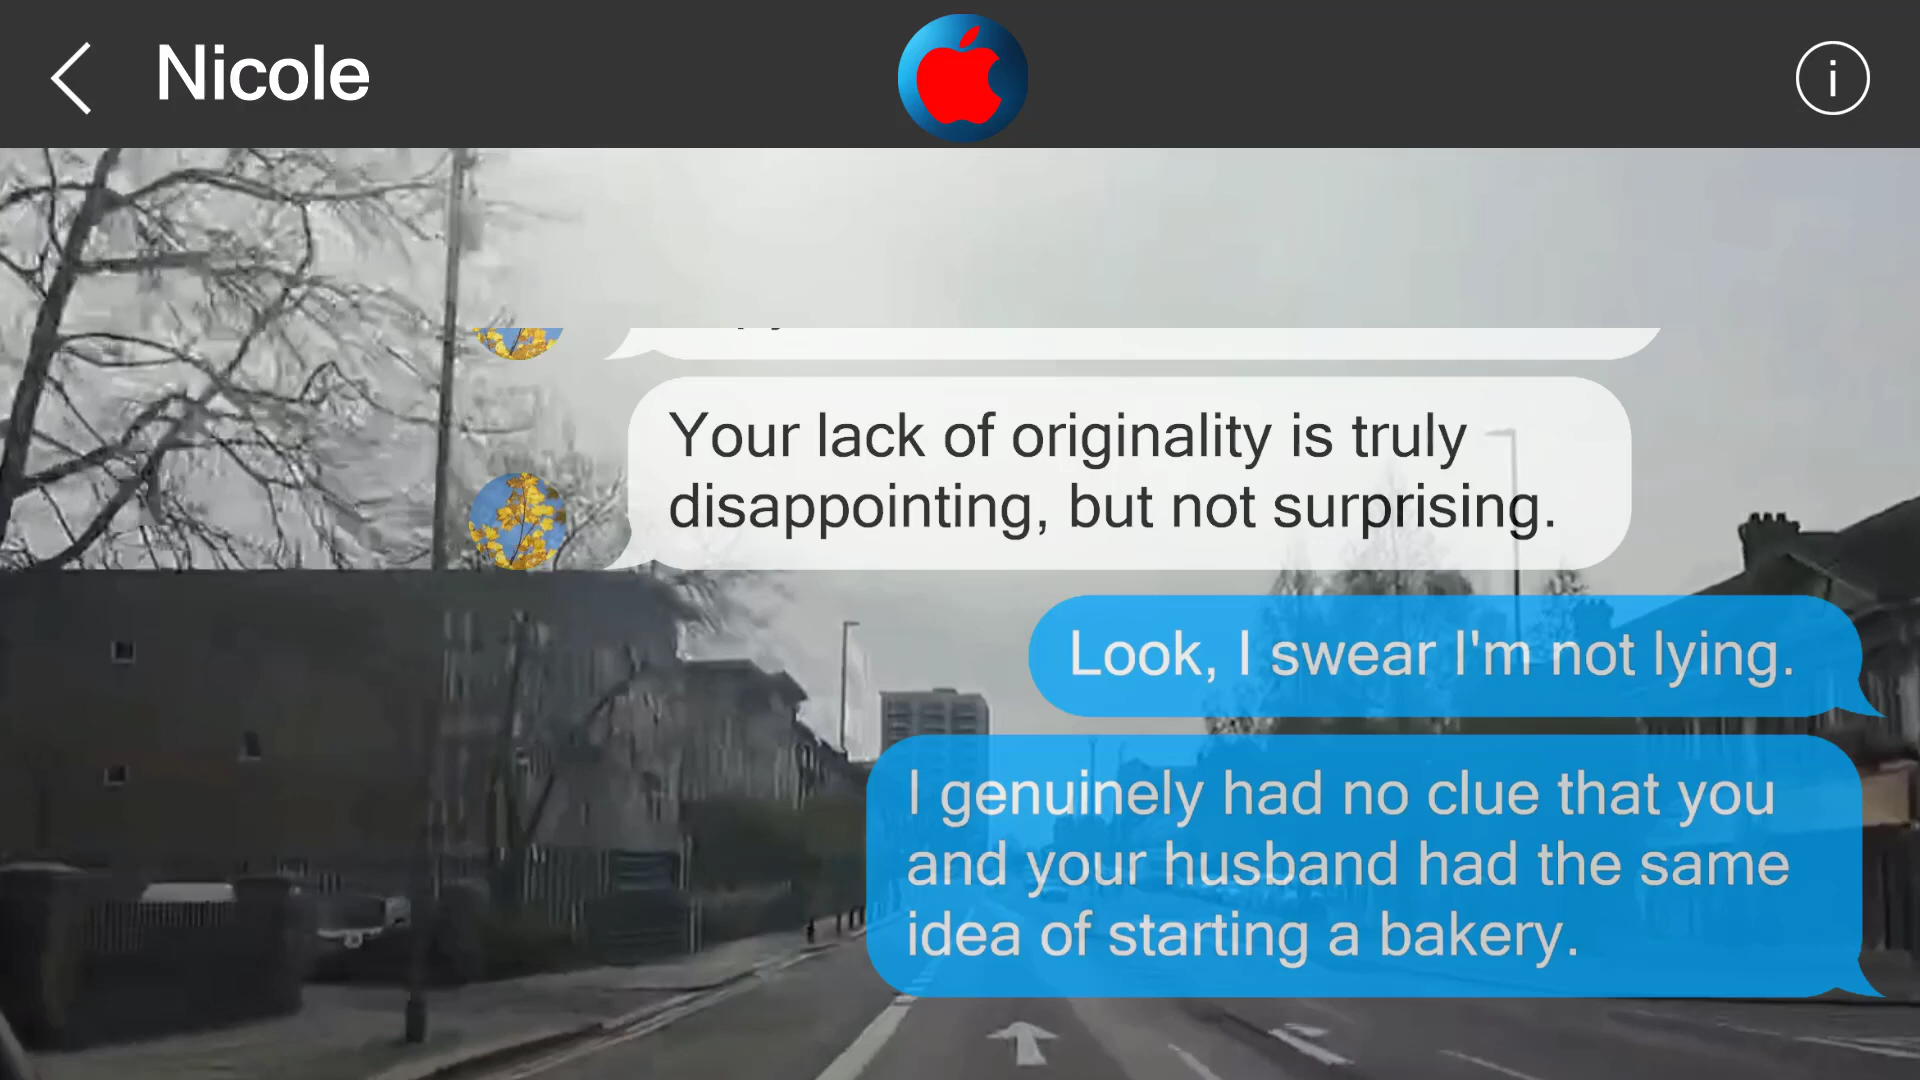 Nicole
i
Your lack of originality is truly
disappointing, but not surprising.
Look, I swear I'm not lying.
I genuinely had no clue that you
and your husband had the same
idea of starting a bakery.